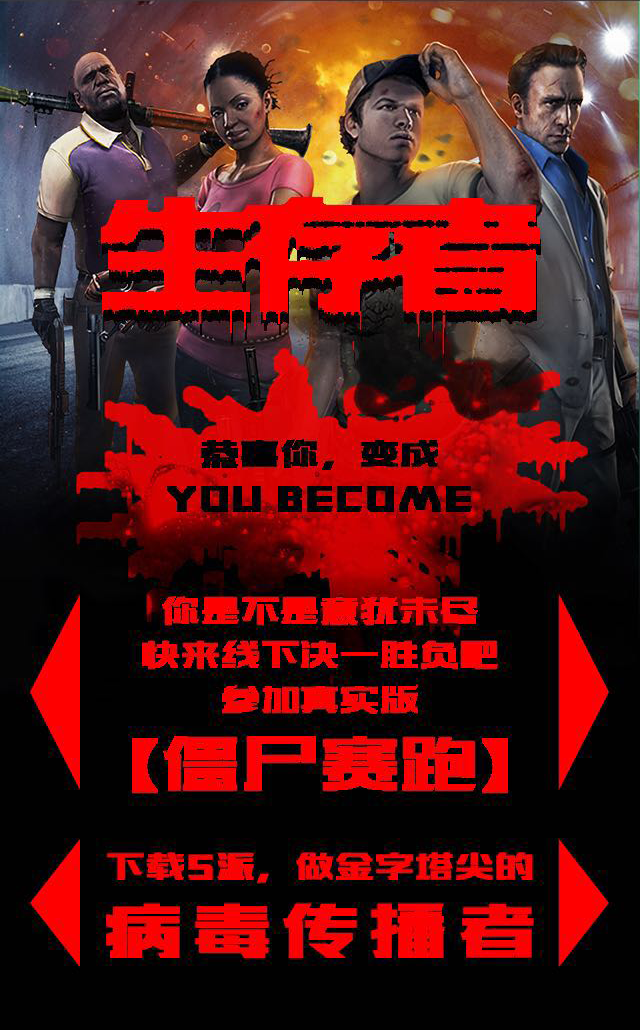 生存者
恭喜你，变成
YOU BECOME
你是不是意犹未尽
快来线下决一胜负吧
参加真实版
【僵尸赛跑】
下载5派，做金字塔尖的
病毒传播者